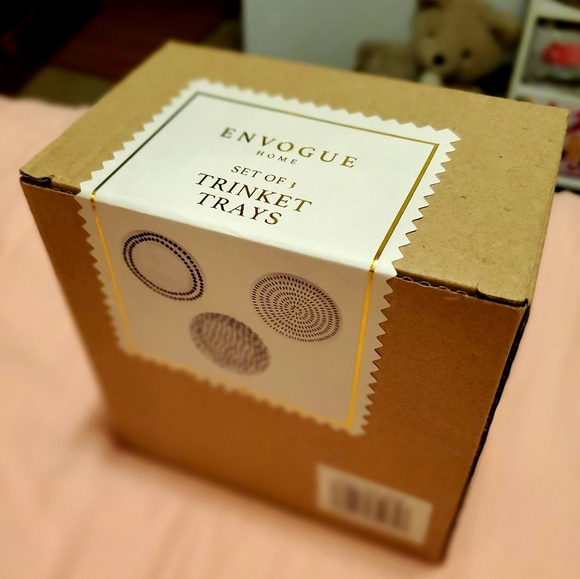 ENVOGUE
HOME
SET OF 3
TRINKET
TRAYS